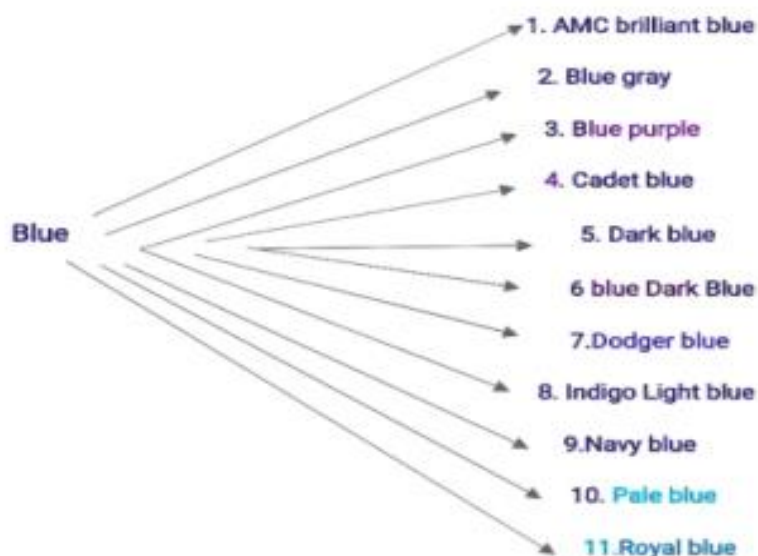 1. AMC brilliant blue
2. Blue gray
3. Blue purple
4. Cadet blue
Blue
5. Dark blue
6 blue Dark Blue
7.Dodger blue
8. Indigo Light blue
9.Navy blue
10. Pale blue
11.Royal blue